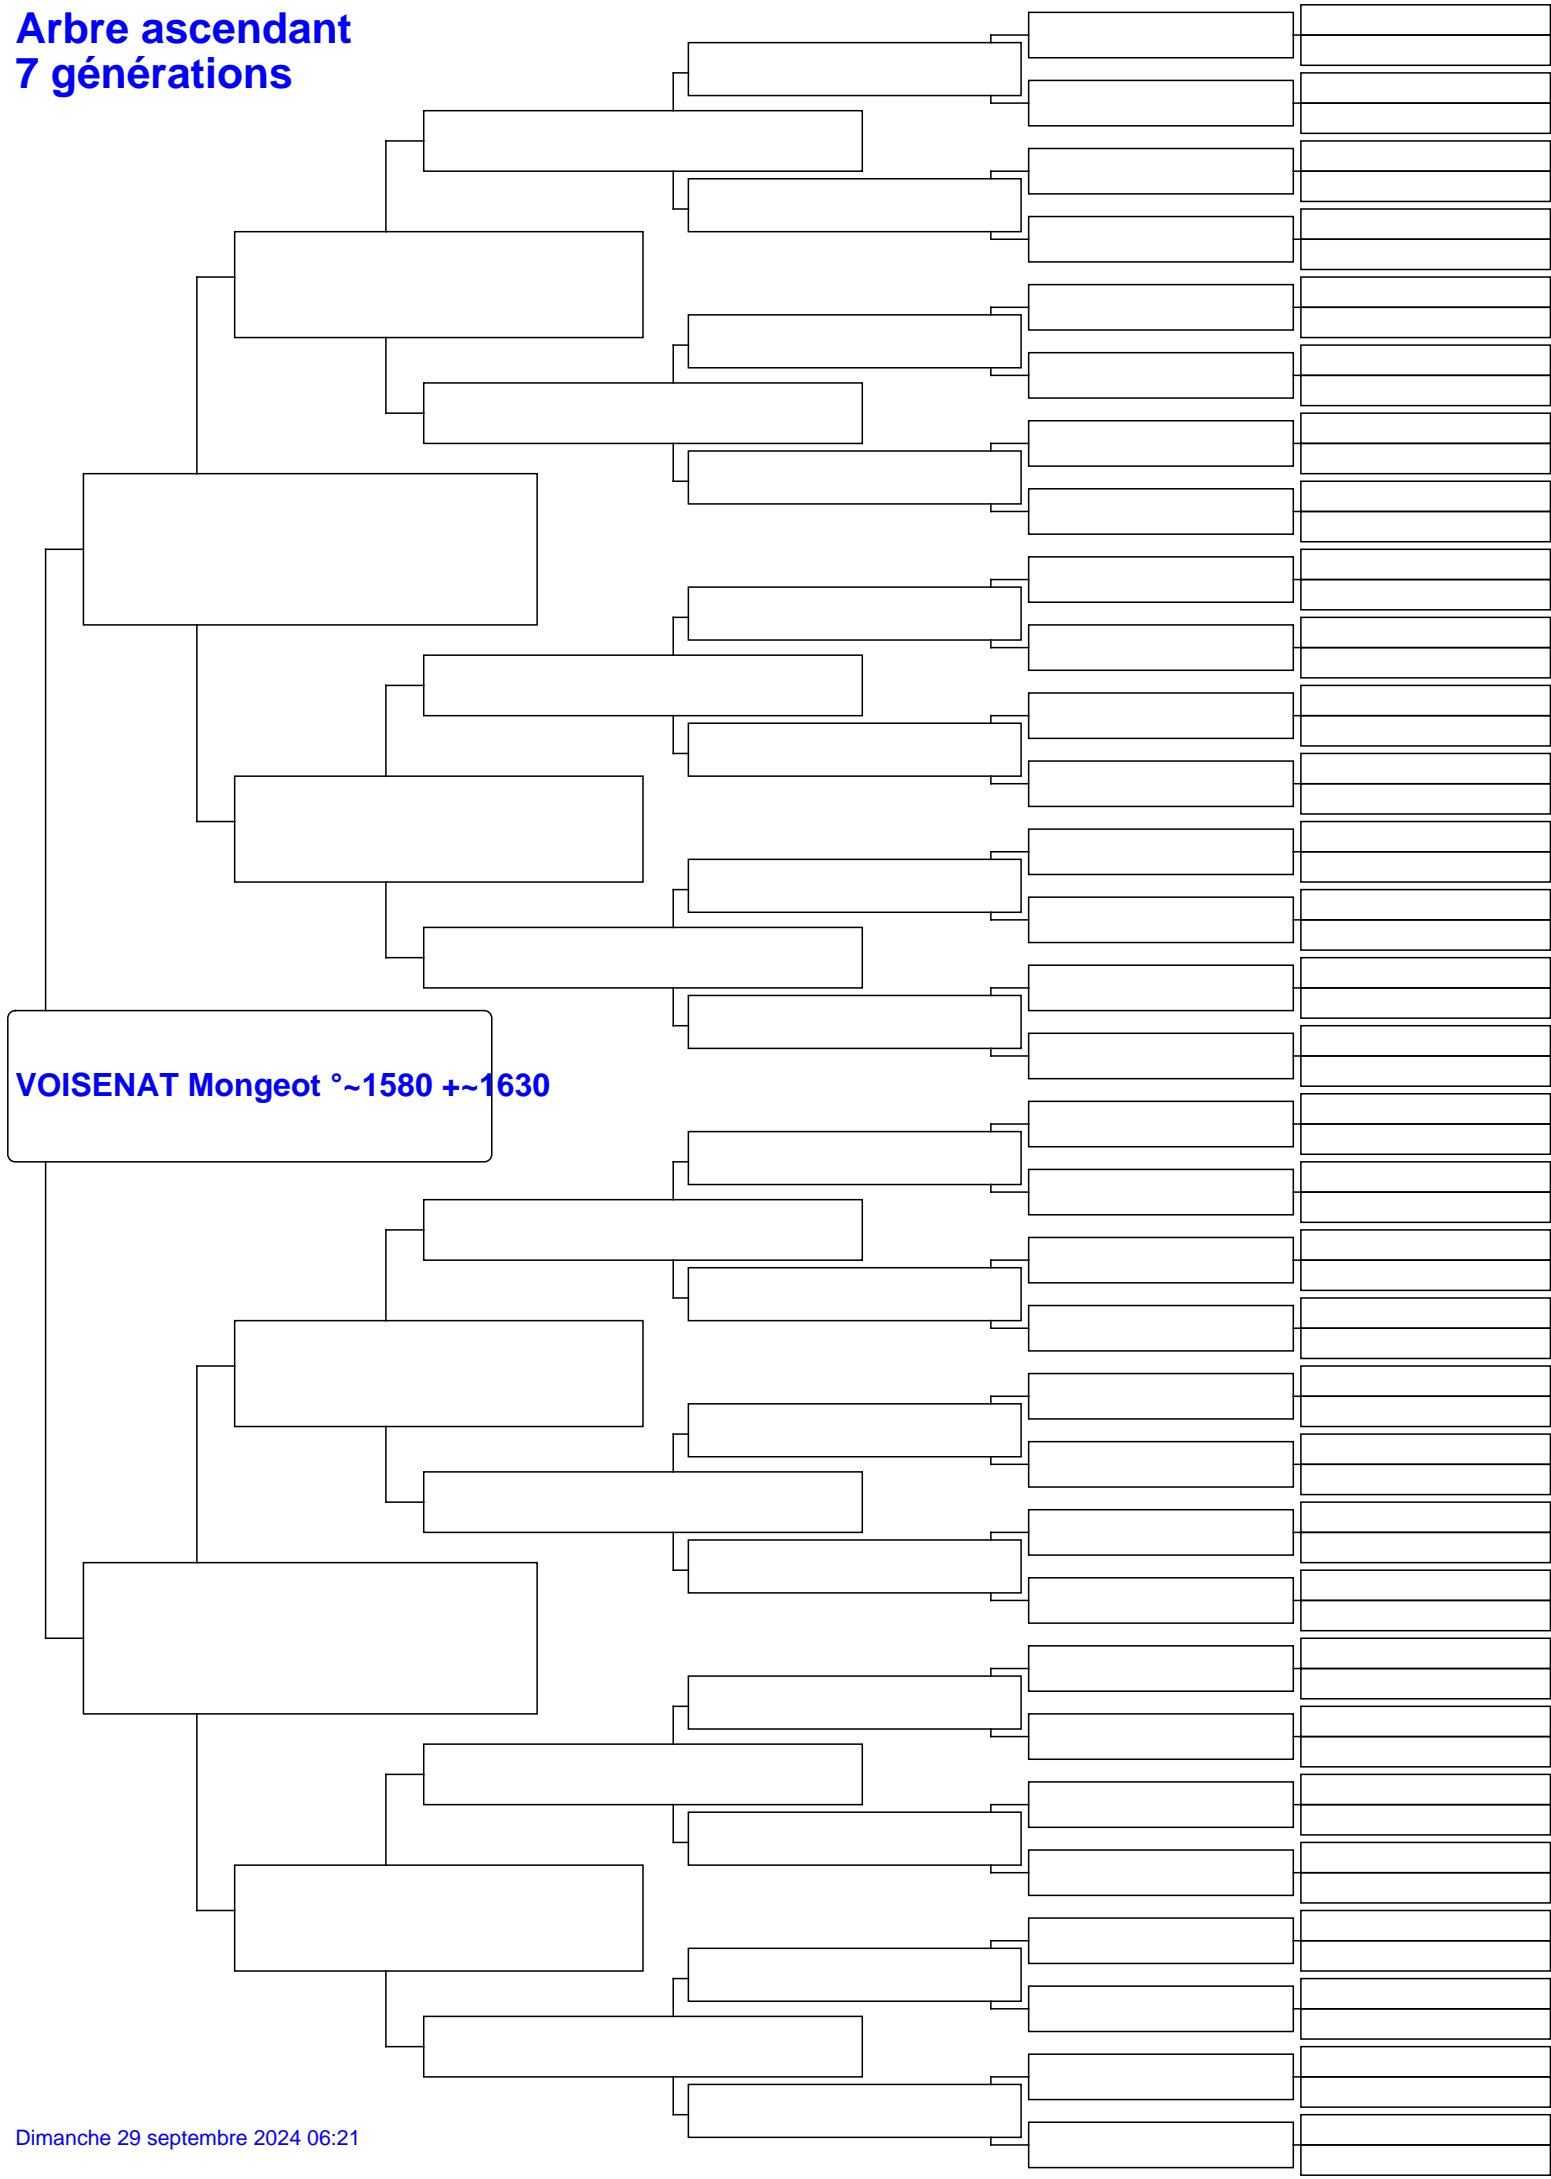 Arbre ascendant
7 générations
VOISENAT Mongeot °~1580 +~1630
Dimanche 29 septembre 2024 06:21